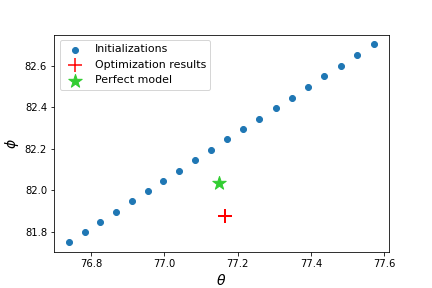 Initializations
Optimization results
Perfect model
82.6
82.4
82.2
82.0
81.8
ϕ
76.8
77.0
77.2
77.4
77.6
θ